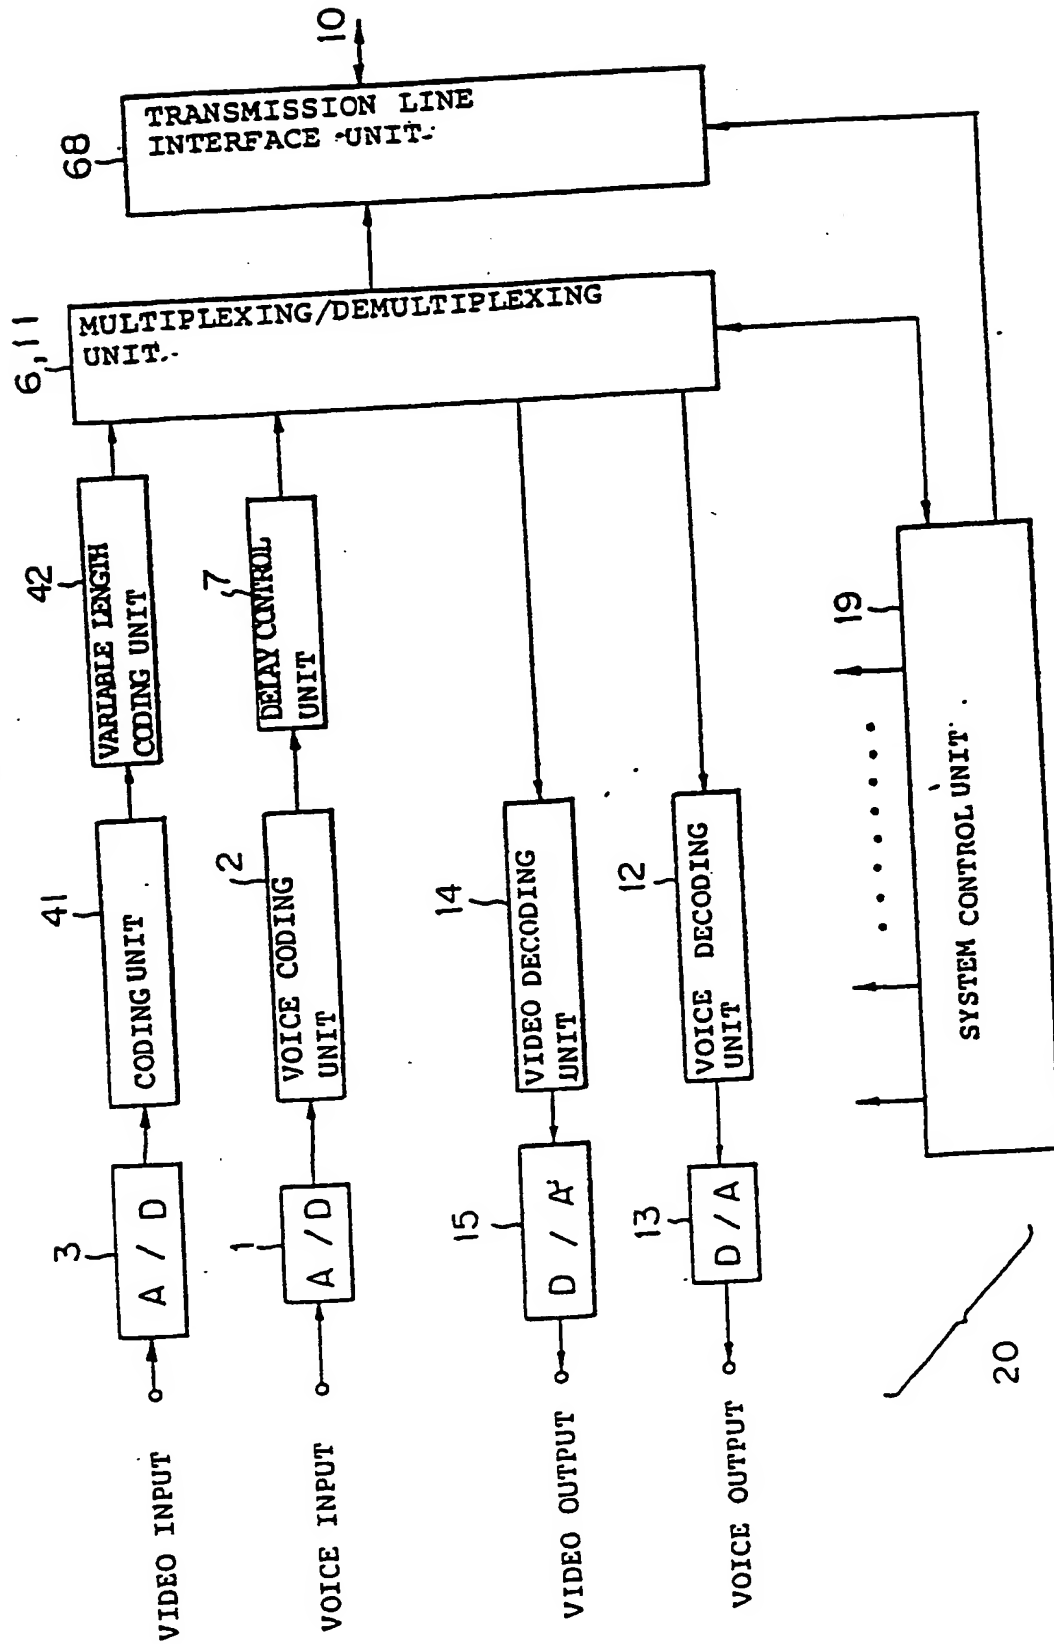 VIDEO INPUT
3
A / D
41
CODING UNIT
42
VARIABLE LENGTH
CODING UNIT
VOICE INPUT
1
A / D
2
VOICE CODING
UNIT
7
DELAY CONTROL
UNIT
6,11
MULTIPLEXING/DEMULTIPLEXING
UNIT
68
TRANSMISSION LINE
INTERFACE UNIT
10
VIDEO OUTPUT
15
D / A
14
VIDEO DECODING
UNIT
VOICE OUTPUT
13
D / A
12
VOICE DECODING
UNIT
19
SYSTEM CONTROL UNIT
20